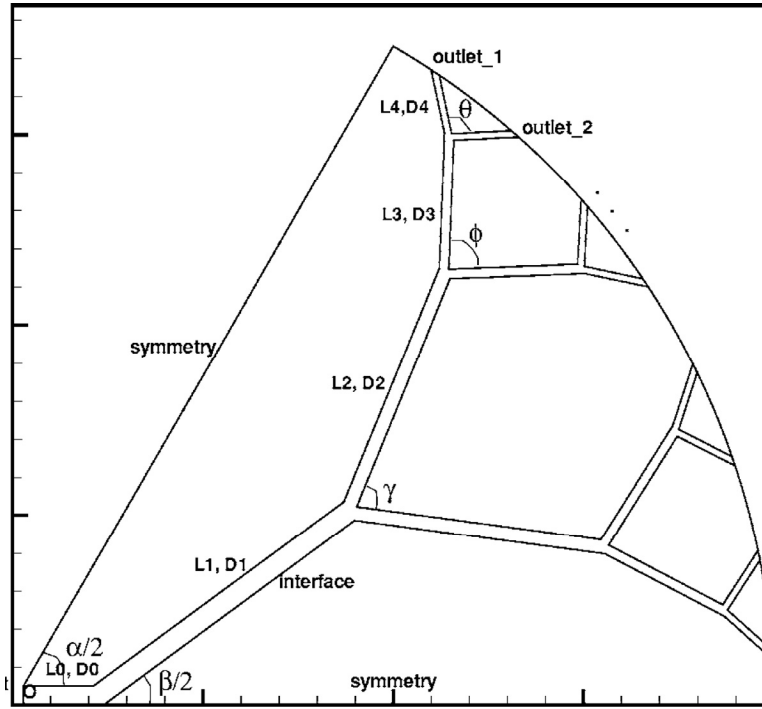 outlet_1
L4,D4
θ
outlet_2
L3, D3
ϕ
symmetry
L2, D2
γ
L1, D1
interface
α/2
L0, D0
β/2
symmetry
t
O